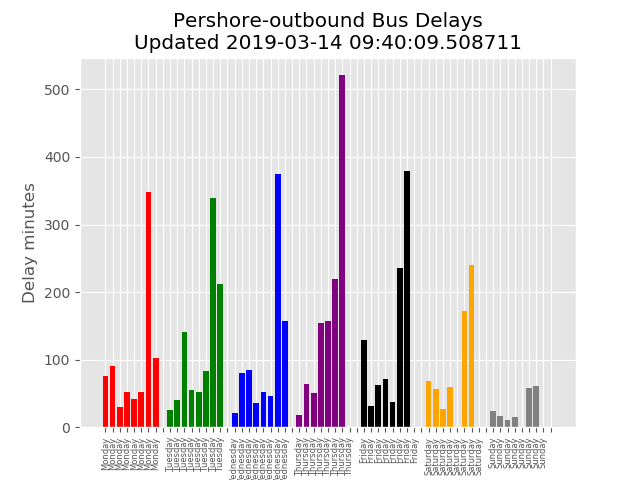 Pershore-outbound Bus Delays
Updated 2019-03-14 09:40:09.508711
Delay minutes
500
400
300
200
100
0
Monday
Monday
Monday
Monday
Monday
Monday
Monday
Monday
Tuesday
Tuesday
Tuesday
Tuesday
Tuesday
Tuesday
Tuesday
Tuesday
Wednesday
Wednesday
Wednesday
Wednesday
Wednesday
Wednesday
Wednesday
Wednesday
Thursday
Thursday
Thursday
Thursday
Thursday
Thursday
Thursday
Thursday
Friday
Friday
Friday
Friday
Friday
Friday
Friday
Friday
Saturday
Saturday
Saturday
Saturday
Saturday
Saturday
Saturday
Saturday
Sunday
Sunday
Sunday
Sunday
Sunday
Sunday
Sunday
Sunday